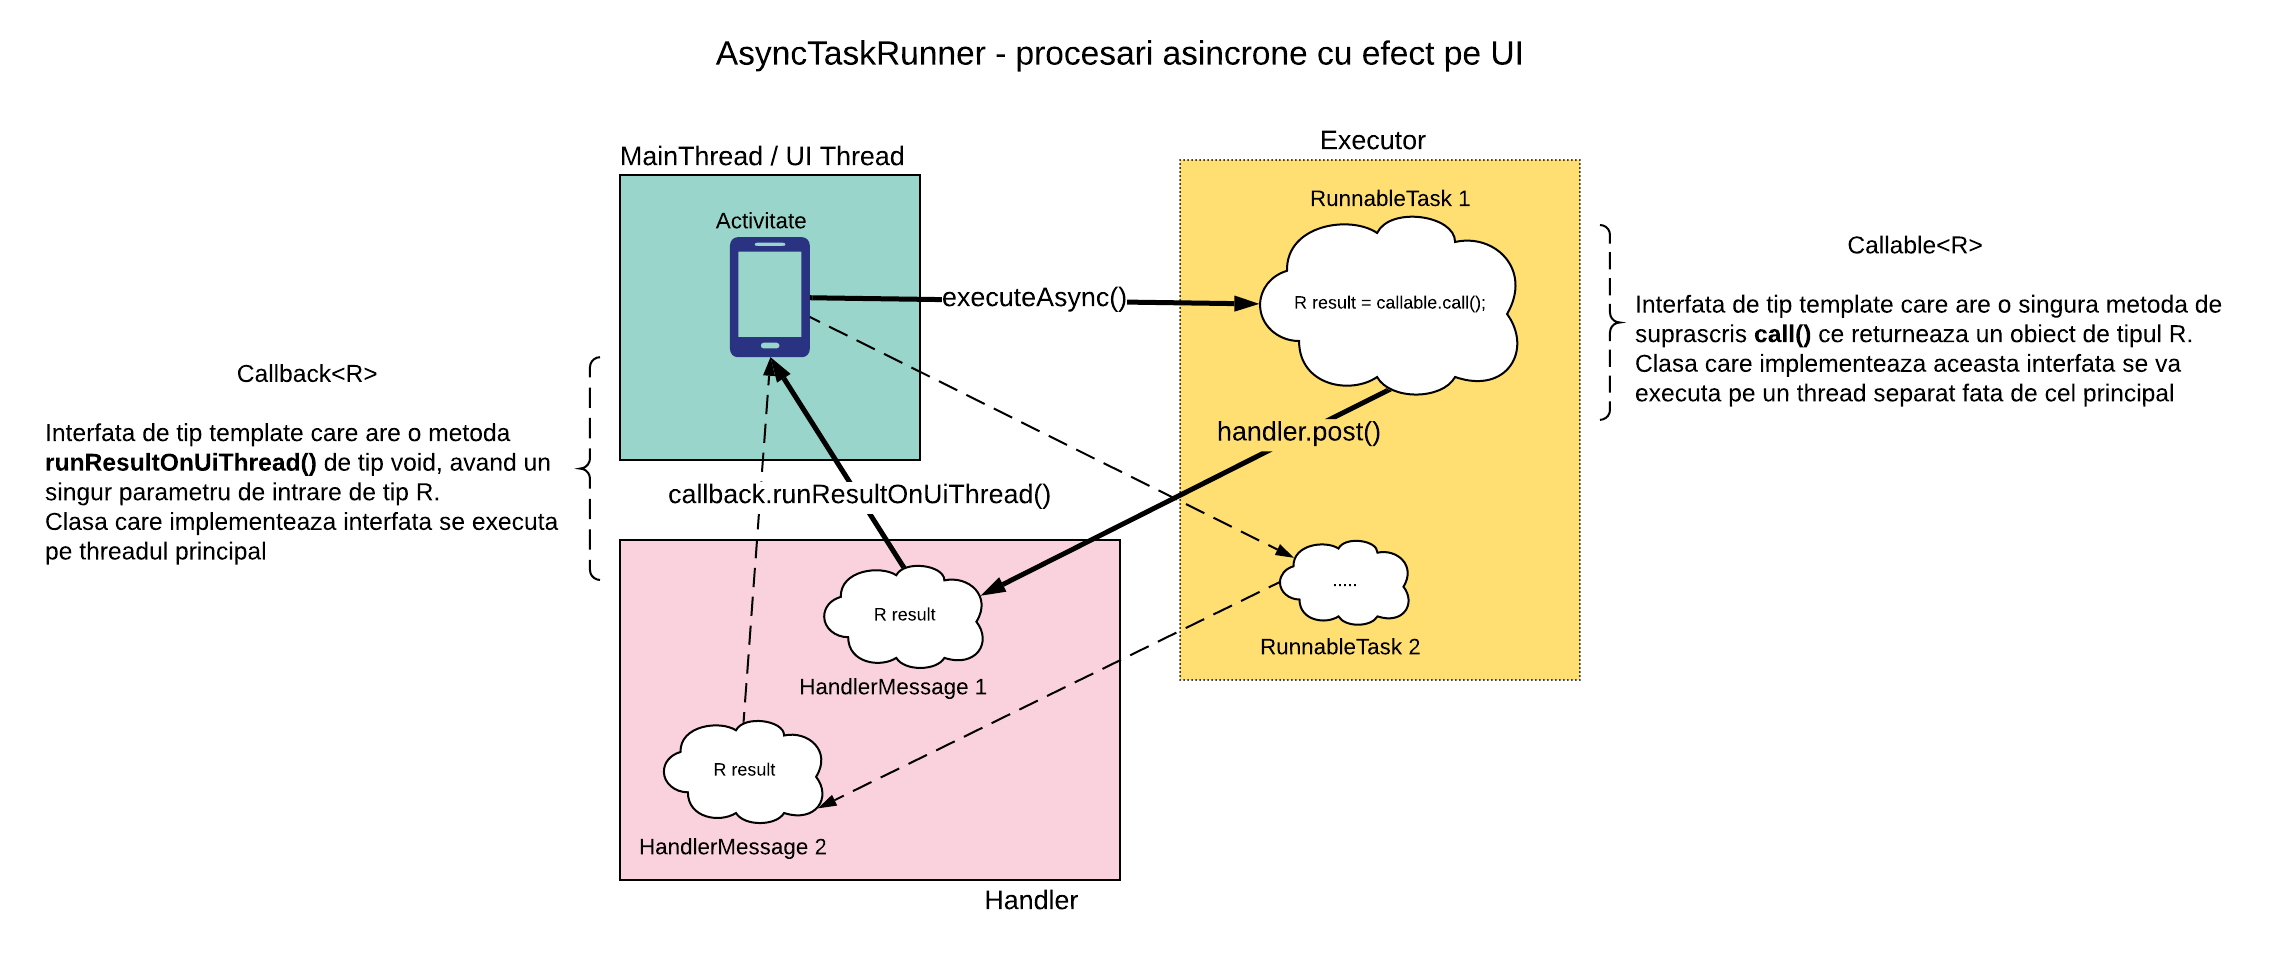 AsyncTaskRunner - procesari asincrone cu efect pe UI
MainThread / UI Thread
Executor
Activitate
RunnableTask 1
executeAsync()
R result = callable.call();
Callable<R>
Interfata de tip template care are o singura metoda de
suprascris call() ce returneaza un obiect de tipul R.
Clasa care implementeaza aceasta interfata se va
executa pe un thread separat fata de cel principal
Callback<R>
Interfata de tip template care are o metoda
runResultOnUiThread() de tip void, avand un
singur parametru de intrare de tip R.
Clasa care implementeaza interfata se executa
pe threadul principal
handler.post()
callback.runResultOnUiThread()
.....
RunnableTask 2
R result
HandlerMessage 1
R result
HandlerMessage 2
Handler